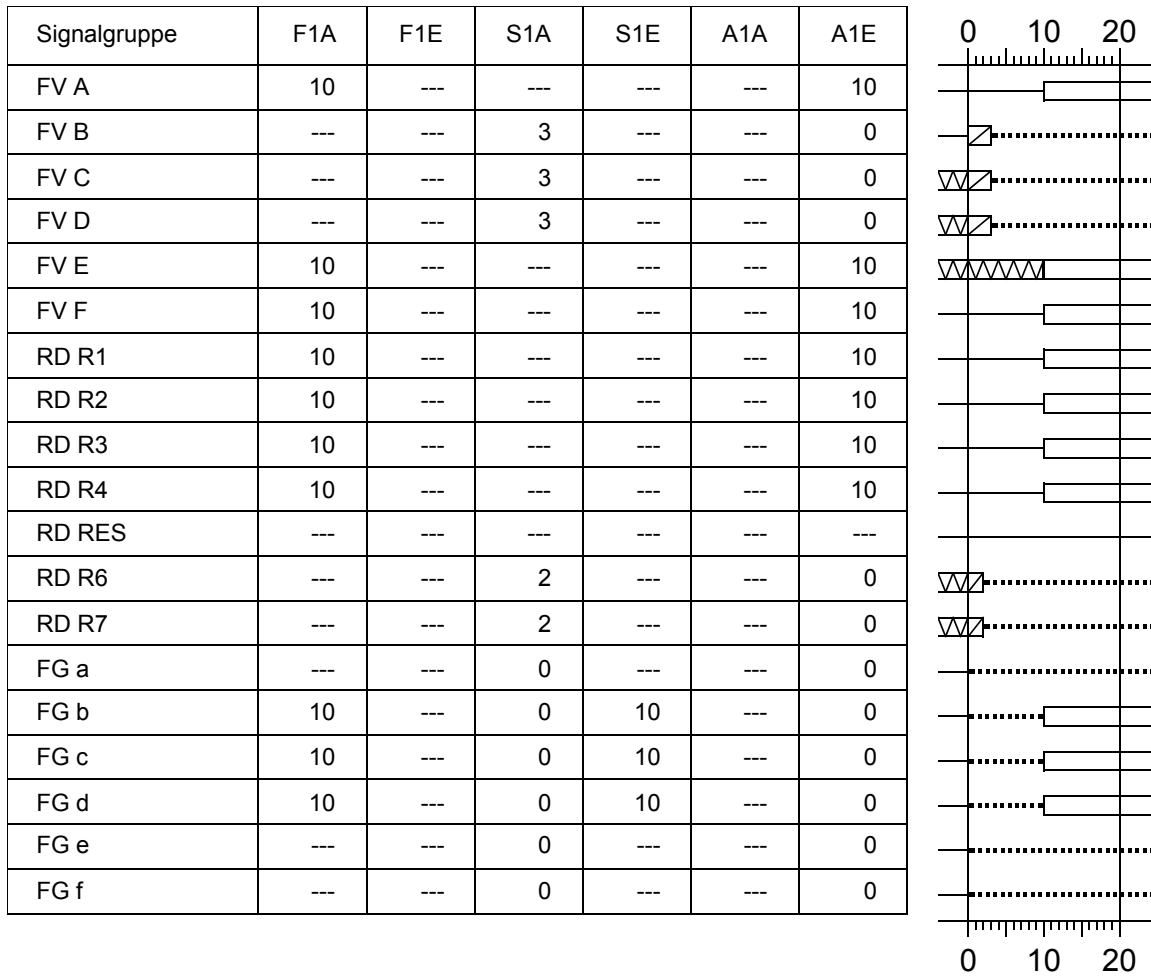 Signalgruppe F1A F1E S1A S1E A1A A1E 0 10 20
FV A 10 --- --- --- --- 10
FV B --- --- 3 --- --- 0
FV C --- --- 3 --- --- 0
FV D --- --- 3 --- --- 0
FV E 10 --- --- --- --- 10
FV F 10 --- --- --- --- 10
RD R1 10 --- --- --- --- 10
RD R2 10 --- --- --- --- 10
RD R3 10 --- --- --- --- 10
RD R4 10 --- --- --- --- 10
RD RES --- --- --- --- --- ---
RD R6 --- --- 2 --- --- 0
RD R7 --- --- 2 --- --- 0
FG a --- --- 0 --- --- 0
FG b 10 --- 0 10 --- 0
FG c 10 --- 0 10 --- 0
FG d 10 --- 0 10 --- 0
FG e --- --- 0 --- --- 0
FG f --- --- 0 --- --- 0
0 10 20